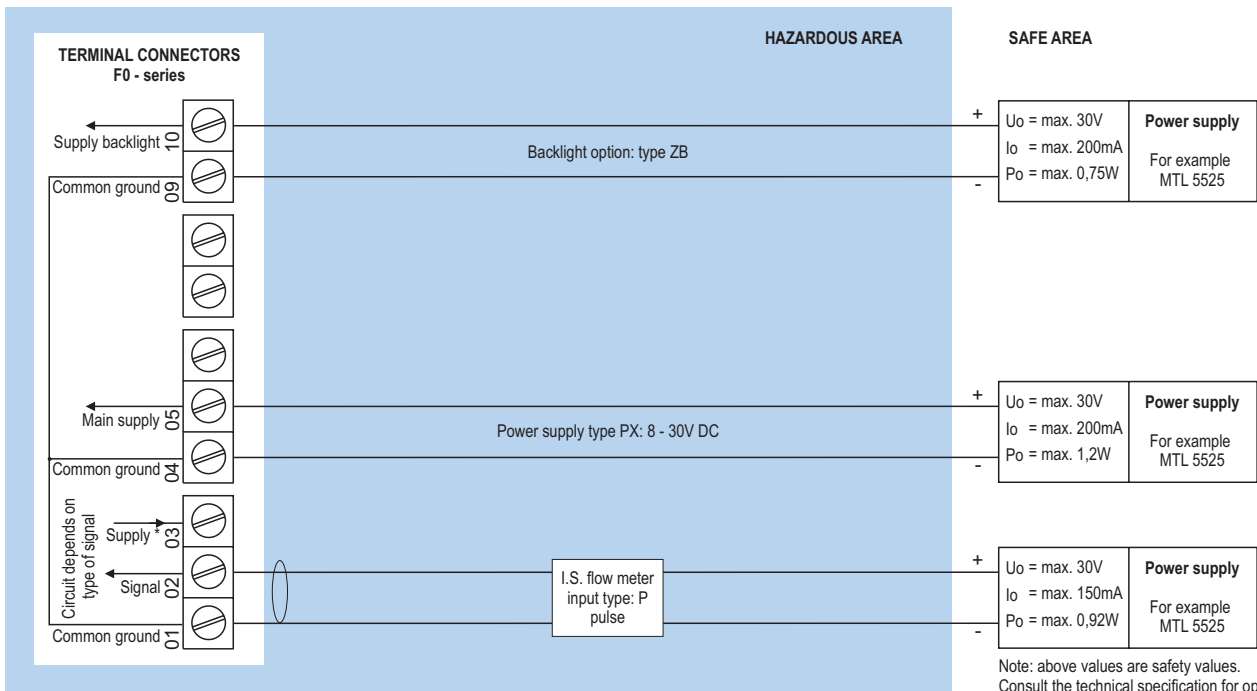 HAZARDOUS AREA
SAFE AREA
TERMINAL CONNECTORS
F0 - series
Supply backlight
10
Common ground
09
Backlight option: type ZB
+
-
Uo = max. 30V
Io = max. 200mA
Po = max. 0,75W
Power supply
For example
MTL 5525
Main supply
05
Common ground
04
Power supply type PX: 8 - 30V DC
+
-
Uo = max. 30V
Io = max. 200mA
Po = max. 1,2W
Power supply
For example
MTL 5525
Circuit depends on
type of signal
Supply *
03
Signal
02
Common ground
01
I.S. flow meter
input type: P
pulse
+
-
Uo = max. 30V
Io = max. 150mA
Po = max. 0,92W
Power supply
For example
MTL 5525
Note: above values are safety values.
Consult the technical specification for op